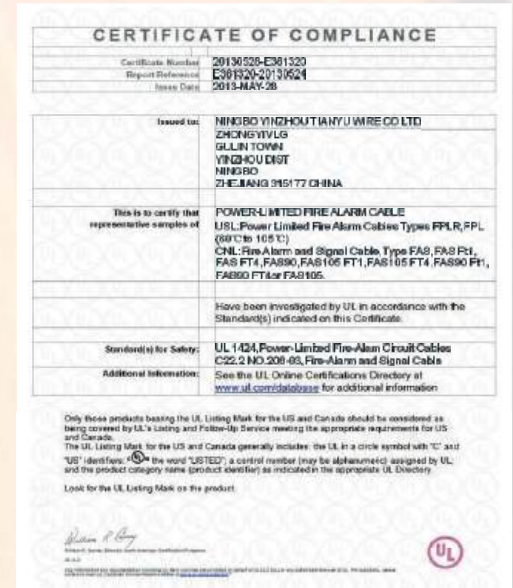 CERTIFICATE OF COMPLIANCE
Certificate Number 20130528-E361320
Report Reference E361320-20130524
Issue Date 2013-MAY-28
Issued to: NINGBO YINZHOU TIANYU WIRE CO LTD
ZHONGYIVLG
GULIN TOWN
YINZHOU DIST
NINGBO
ZHEJIANG 315177 CHINA
This is to certify that POWER-LIMITED FIRE ALARM CABLE
representative samples of USL:Power Limited Fire Alarm Cables Types FPLR,FPL
(60℃ to 105℃)
CNL:Fire Alarm and Signal Cable, Type FAS, FAS Ft1,
FAS FT4,FAS90,FAS105 FT1,FAS105 FT4,FAS90 Ft1,
FAS90 FT4or FAS105.
Have been investigated by UL in accordance with the
Standard(s) indicated on this Certificate.
Standard(s) for Safety: UL 1424,Power-Limited Fire-Alarm Circuit Cables
C22.2 NO.208-03,Fire-Alarm and Signal Cable
Additional Information: See the UL Online Certifications Directory at
www.ul.com/database for additional information
Only those products bearing the UL Listing Mark for the US and Canada should be considered as
being covered by UL's Listing and Follow-Up Service meeting the appropriate requirements for US
and Canada.
The UL Listing Mark for the US and Canada generally includes: the UL in a circle symbol with "C" and
"US" identifiers: the word "LISTED"; a control number (may be alphanumeric) assigned by UL;
and the product category name (product identifier) as indicated in the appropriate UL Directory.
Look for the UL Listing Mark on the product.
UL